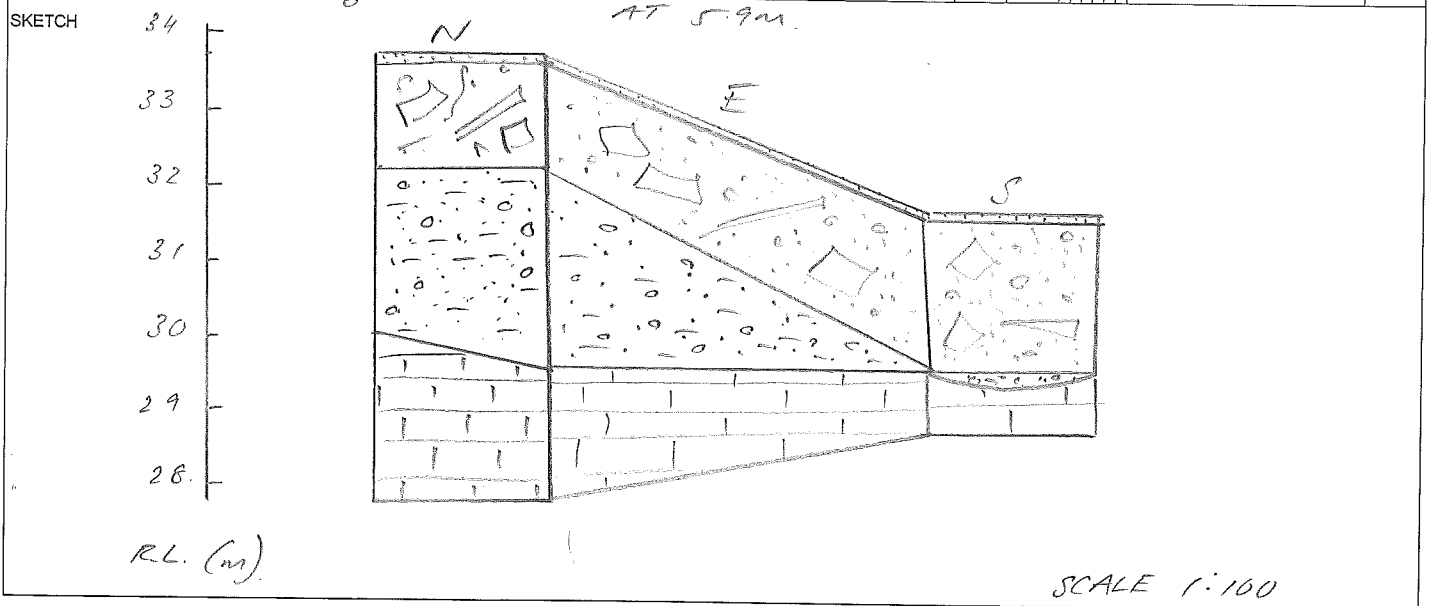 AT 5.9m.
SKETCH
34
N
33
E
32
S
31
30
29
28.
R.L. (m)
SCALE 1:100